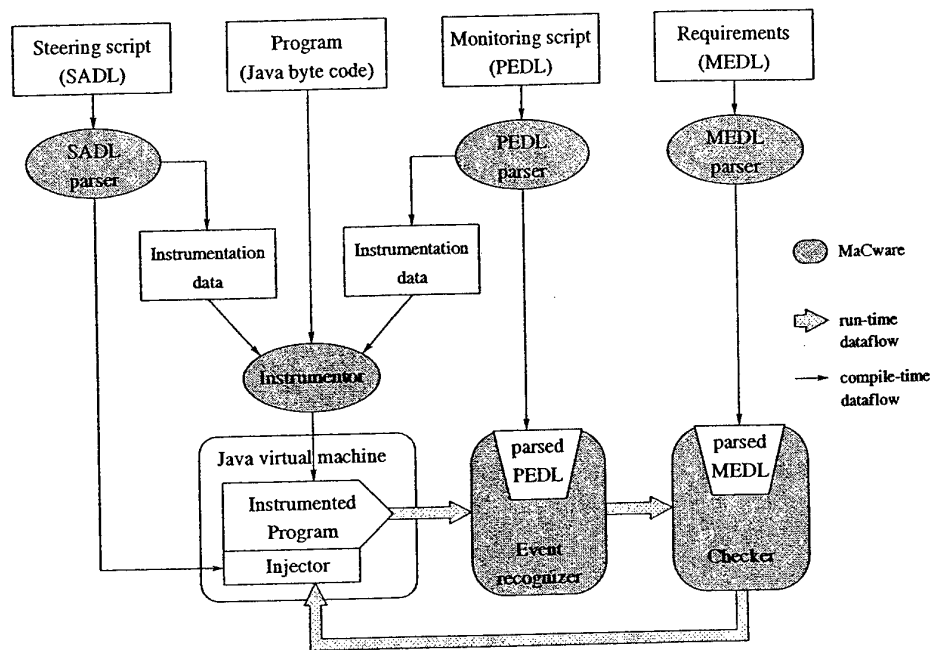 Steering script
(SADL)
Program
(Java byte code)
Monitoring script
(PEDL)
Requirements
(MEDL)
SADL
parser
PEDL
parser
MEDL
parser
Instrumentation
data
Instrumentation
data
MaCware
run-time
dataflow
compile-time
dataflow
Instrumentor
Java virtual machine
Instrumented
Program
Injector
parsed
PEDL
Event
recognizer
parsed
MEDL
Checker